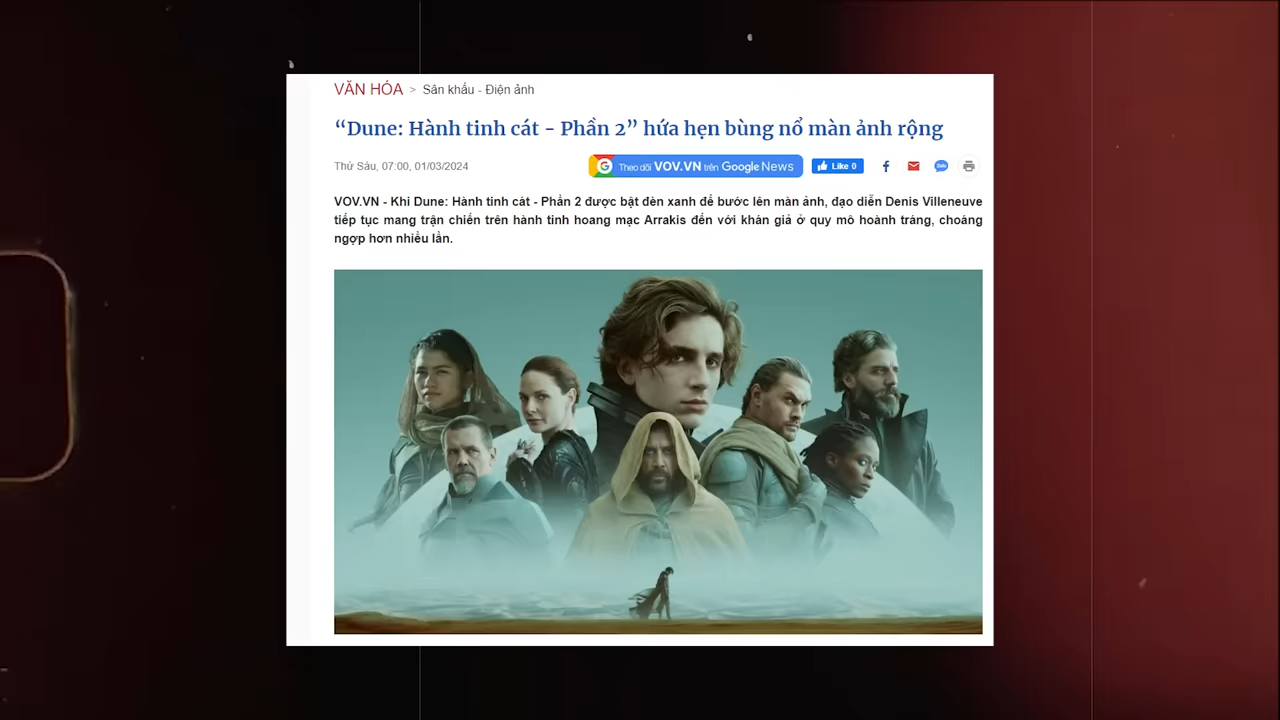 VĂN HÓA > Sân khấu - Điện ảnh
“Dune: Hành tinh cát - Phần 2” hứa hẹn bùng nổ màn ảnh rộng
Thứ Sáu, 07:00, 01/03/2024
G Theo dõi VOV.VN trên Google News
Like 0
f
Zalo
VOV.VN - Khi Dune: Hành tinh cát - Phần 2 được bật đèn xanh để bước lên màn ảnh, đạo diễn Denis Villeneuve
tiếp tục mang trận chiến trên hành tinh hoang mạc Arrakis đến với khán giả ở quy mô hoành tráng, choáng
ngợp hơn nhiều lần.